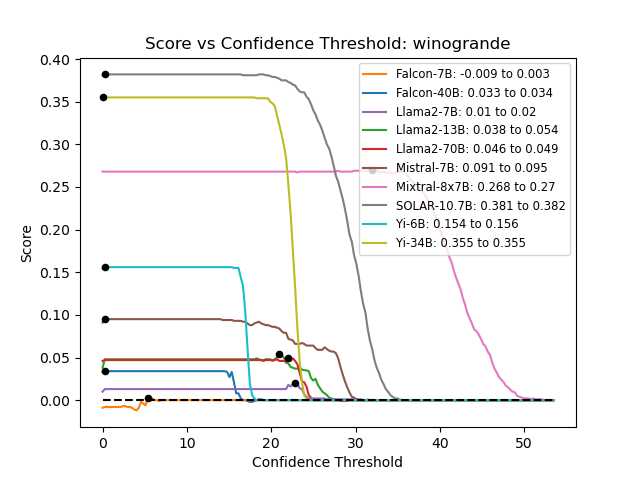 Score vs Confidence Threshold: winogrande
Score
0.40
0.35
0.30
0.25
0.20
0.15
0.10
0.05
0.00
Falcon-7B: -0.009 to 0.003
Falcon-40B: 0.033 to 0.034
Llama2-7B: 0.01 to 0.02
Llama2-13B: 0.038 to 0.054
Llama2-70B: 0.046 to 0.049
Mistral-7B: 0.091 to 0.095
Mixtral-8x7B: 0.268 to 0.27
SOLAR-10.7B: 0.381 to 0.382
Yi-6B: 0.154 to 0.156
Yi-34B: 0.355 to 0.355
0 10 20 30 40 50
Confidence Threshold